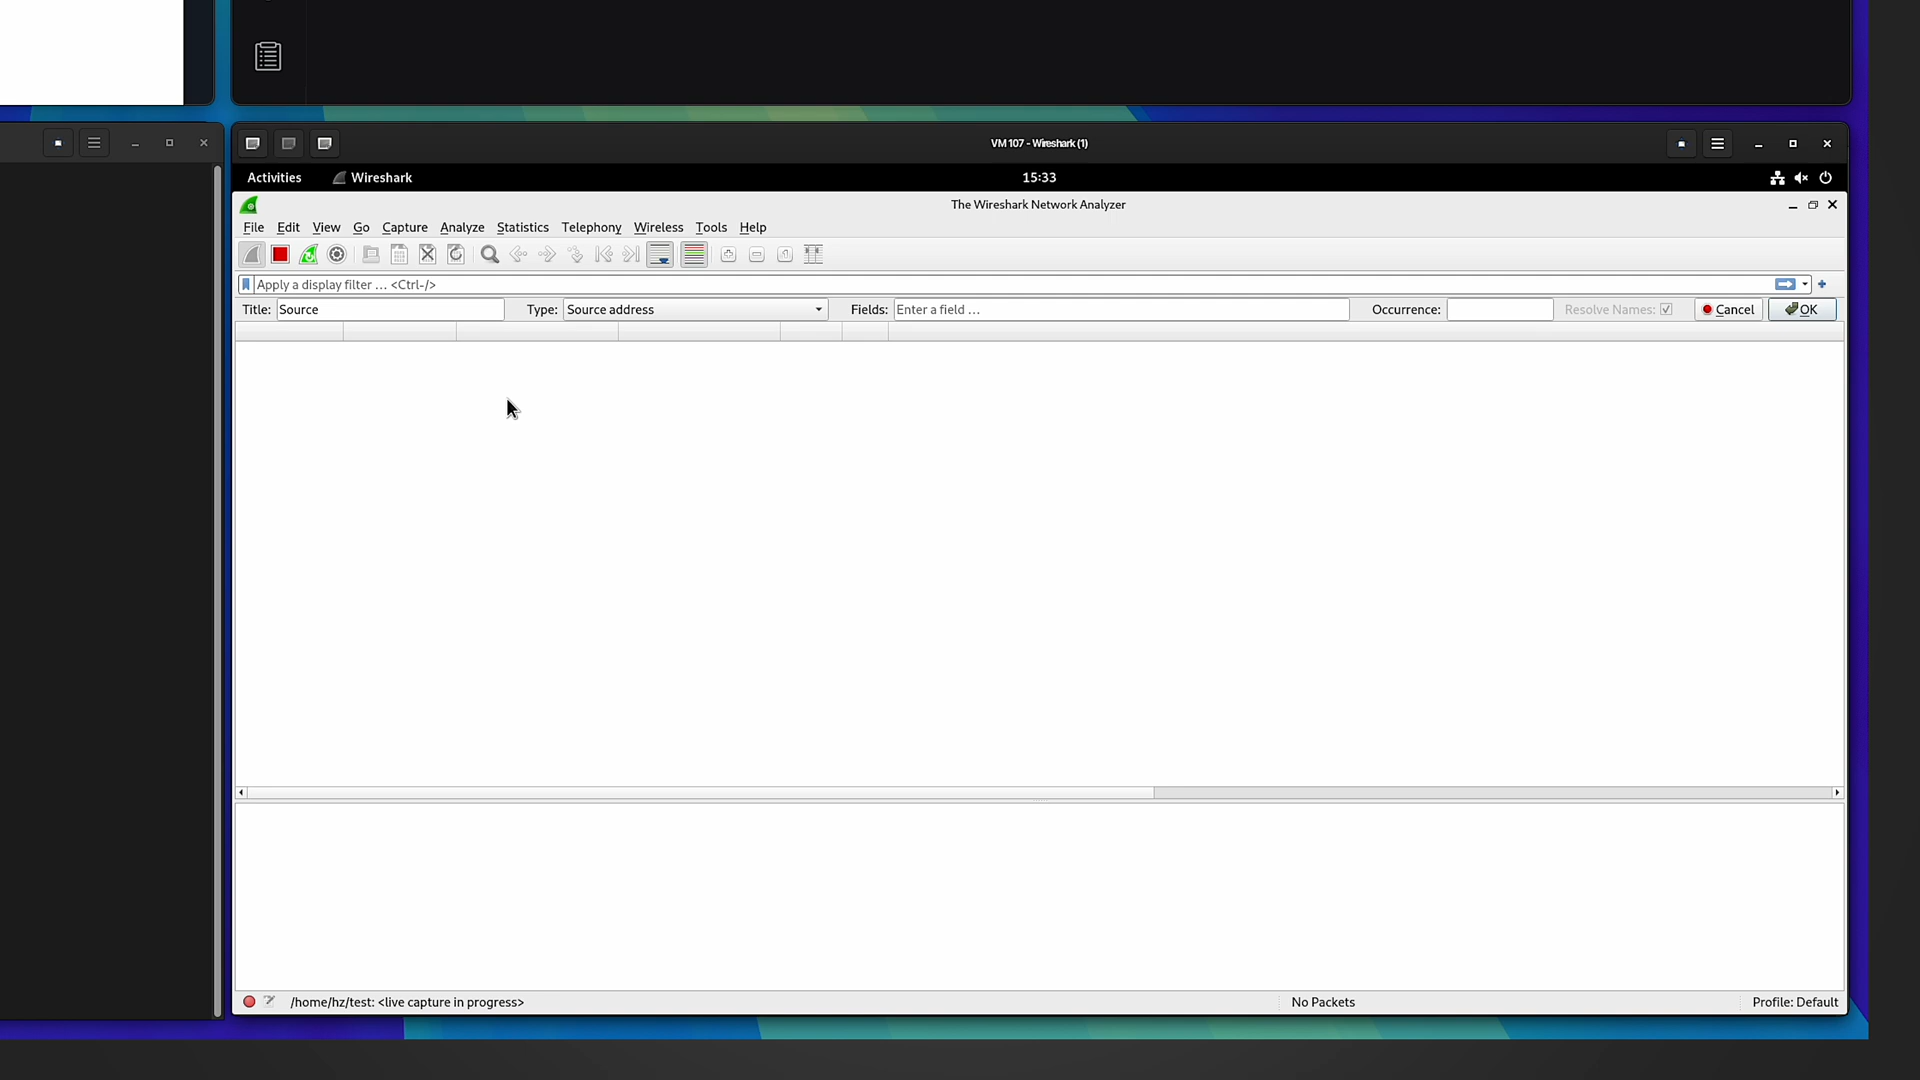 VM 107 - Wireshark (1)
Activities Wireshark 15:33
The Wireshark Network Analyzer
File Edit View Go Capture Analyze Statistics Telephony Wireless Tools Help
Apply a display filter … <Ctrl-/>
Title: Source Type: Source address Fields: Enter a field … Occurrence: Resolve Names: Cancel OK
/home/hz/test: <live capture in progress> No Packets Profile: Default